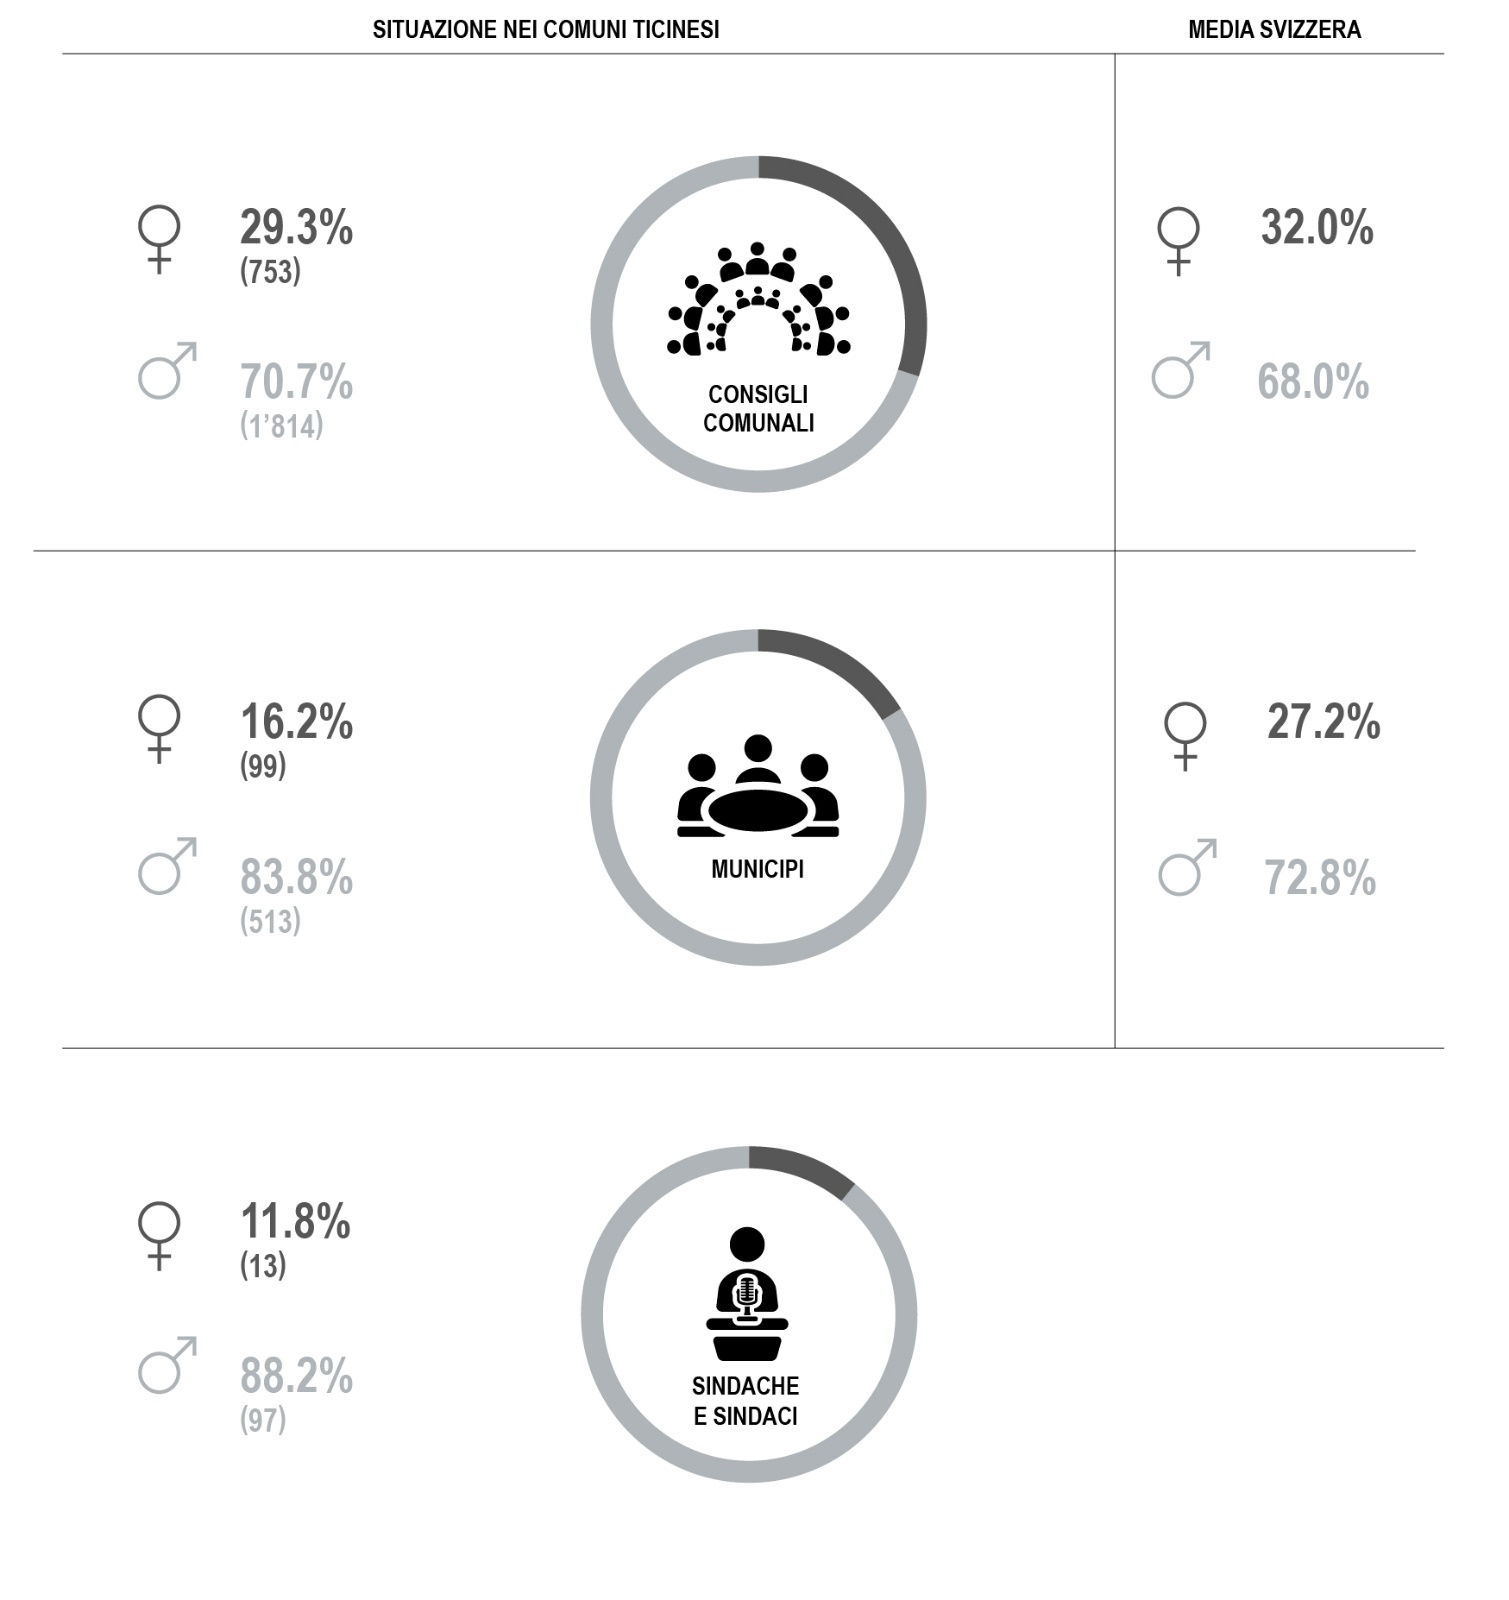 SITUAZIONE NEI COMUNI TICINESI
MEDIA SVIZZERA
29.3%
(753)
70.7%
(1’814)
CONSIGLI
COMUNALI
32.0%
68.0%
16.2%
(99)
83.8%
(513)
MUNICIPI
27.2%
72.8%
11.8%
(13)
88.2%
(97)
SINDACHE
E SINDACI